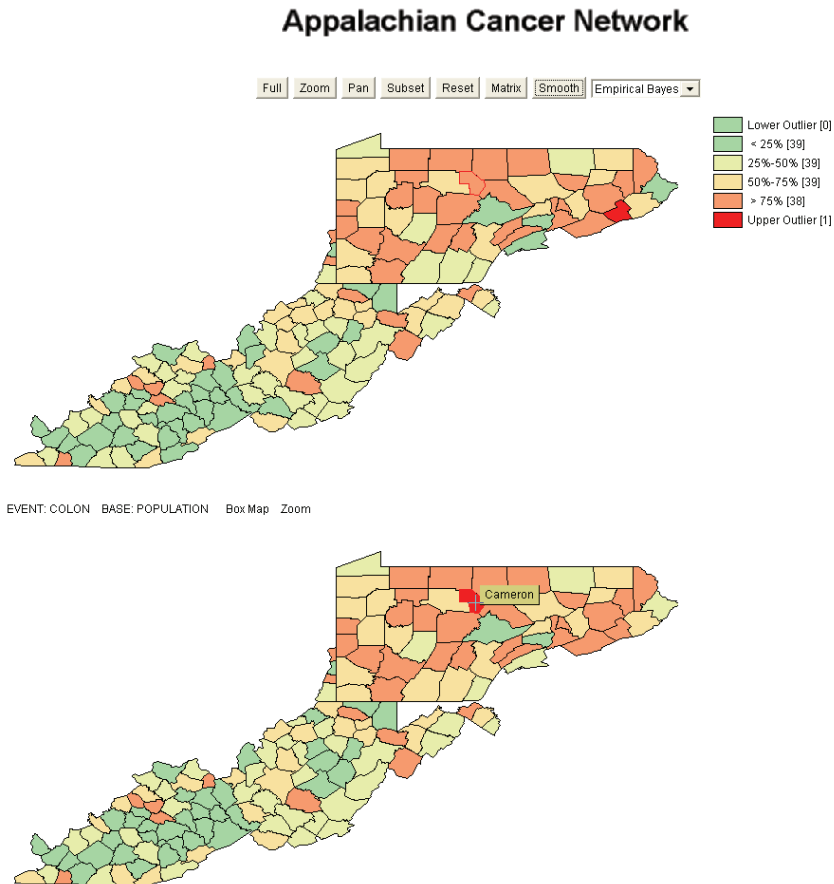 Appalachian Cancer Network
Full Zoom Pan Subset Reset Matrix Smooth Empirical Bayes
Lower Outlier [0]
< 25% [39]
25%-50% [39]
50%-75% [39]
> 75% [38]
Upper Outlier [1]
EVENT: COLON BASE: POPULATION Box Map Zoom
Cameron